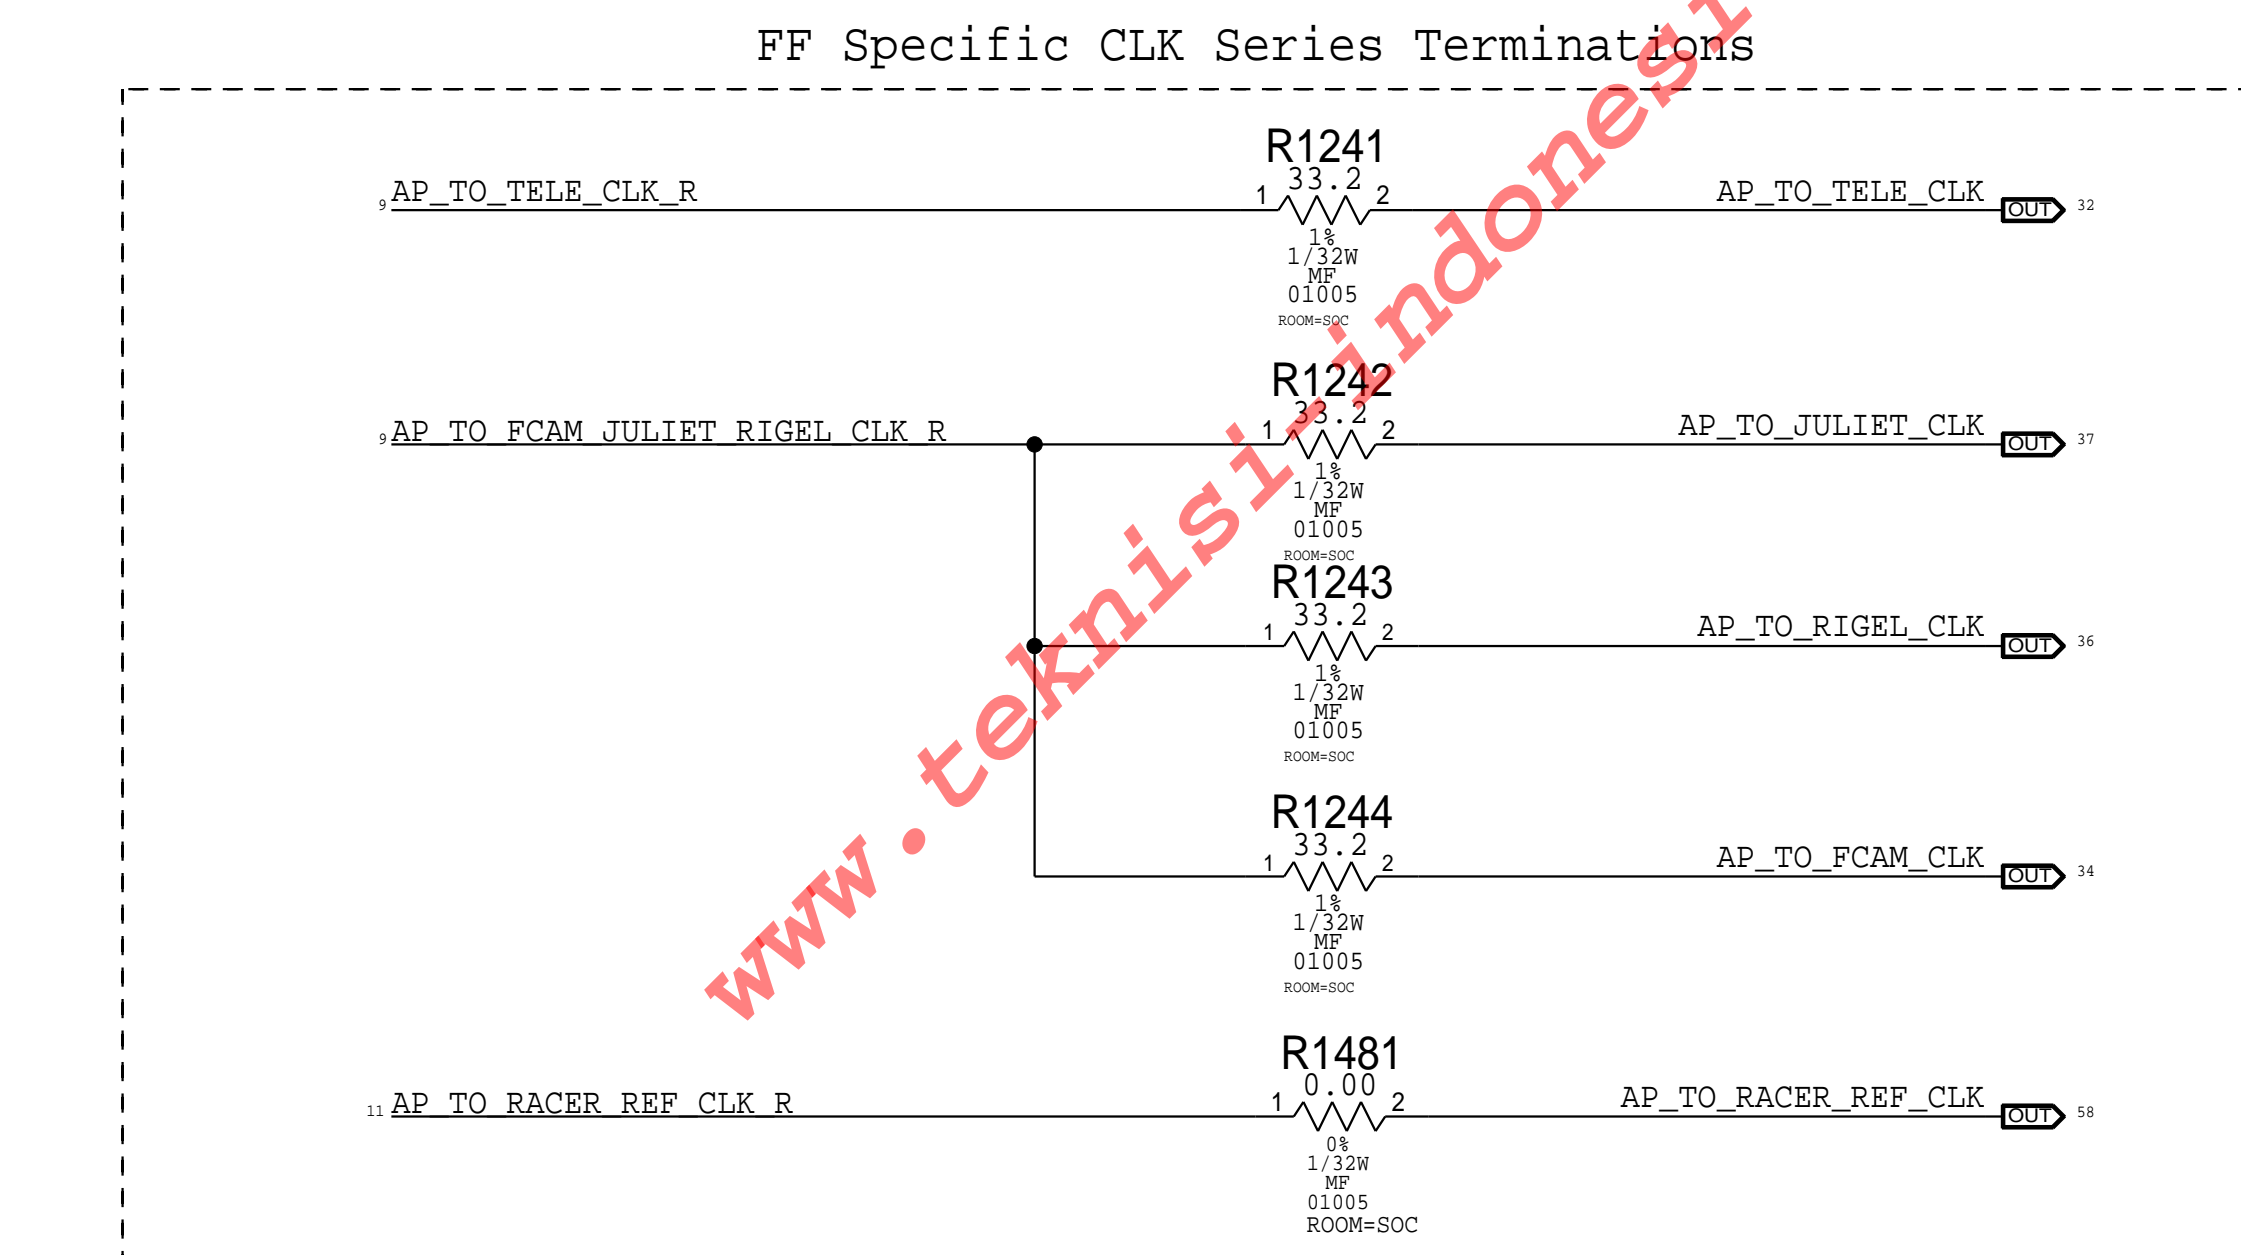 FF Specific CLK Series Terminations
R1241
33.2
9 AP_TO_TELE_CLK_R 1 2 AP_TO_TELE_CLK OUT 32
1%
1/32W
MF
01005
ROOM=SOC
R1242
33.2
9 AP_TO_FCAM_JULIET_RIGEL_CLK_R 1 2 AP_TO_JULIET_CLK OUT 37
1%
1/32W
MF
01005
ROOM=SOC
R1243
33.2
1 2 AP_TO_RIGEL_CLK OUT 36
1%
1/32W
MF
01005
ROOM=SOC
R1244
33.2
1 2 AP_TO_FCAM_CLK OUT 34
1%
1/32W
MF
01005
ROOM=SOC
R1481
0.00
11 AP_TO_RACER_REF_CLK_R 1 2 AP_TO_RACER_REF_CLK OUT 58
0%
1/32W
MF
01005
ROOM=SOC
www.teknisi-indonesi